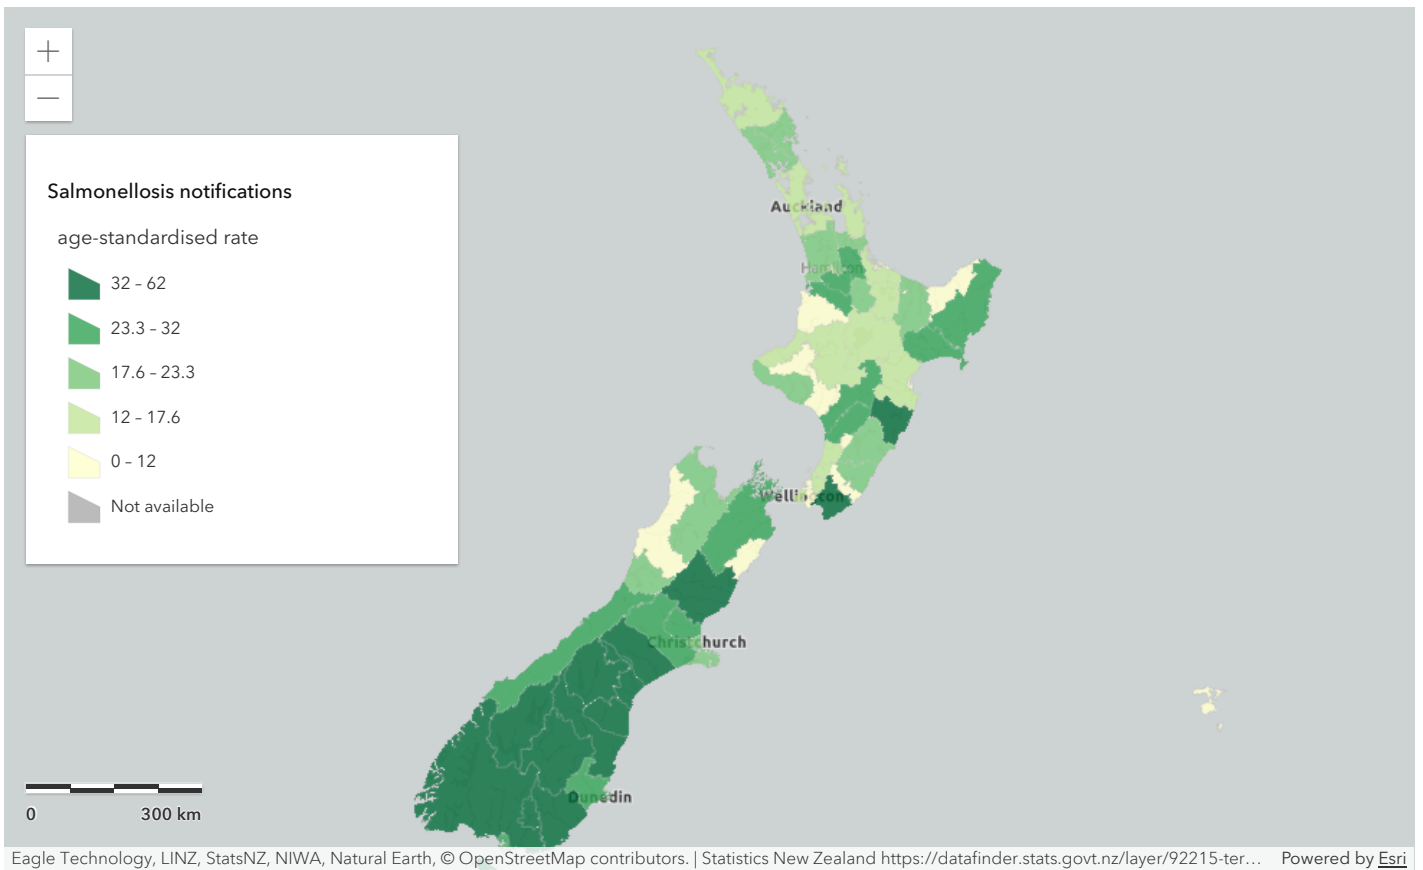 +
−
Salmonellosis notifications
age-standardised rate
32 – 62
23.3 – 32
17.6 – 23.3
12 – 17.6
0 – 12
Not available
Auckland
Hamilton
Wellington
Christchurch
Dunedin
0 300 km
Eagle Technology, LINZ, StatsNZ, NIWA, Natural Earth, © OpenStreetMap contributors. | Statistics New Zealand https://datafinder.stats.govt.nz/layer/92215-ter… Powered by Esri